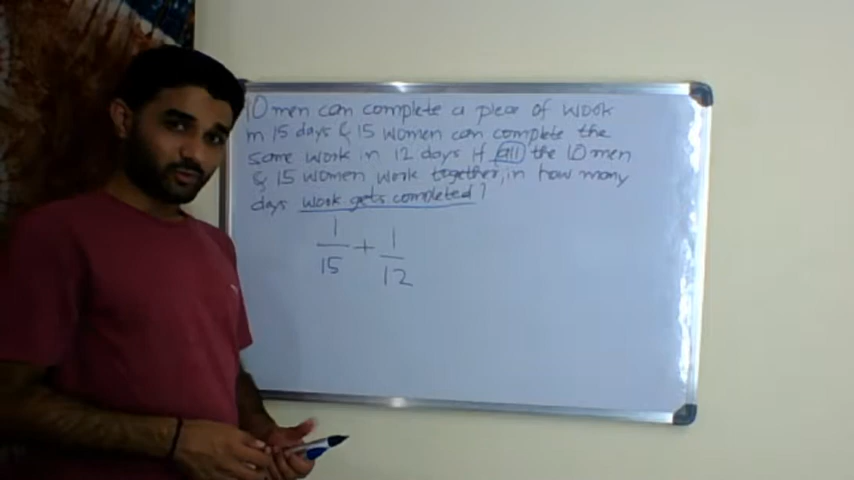 10 men can complete a piece of work
in 15 days & 15 women can complete the
same work in 12 days if all the 10 men
& 15 women work together, in how many
days work gets completed?
1/15 + 1/12